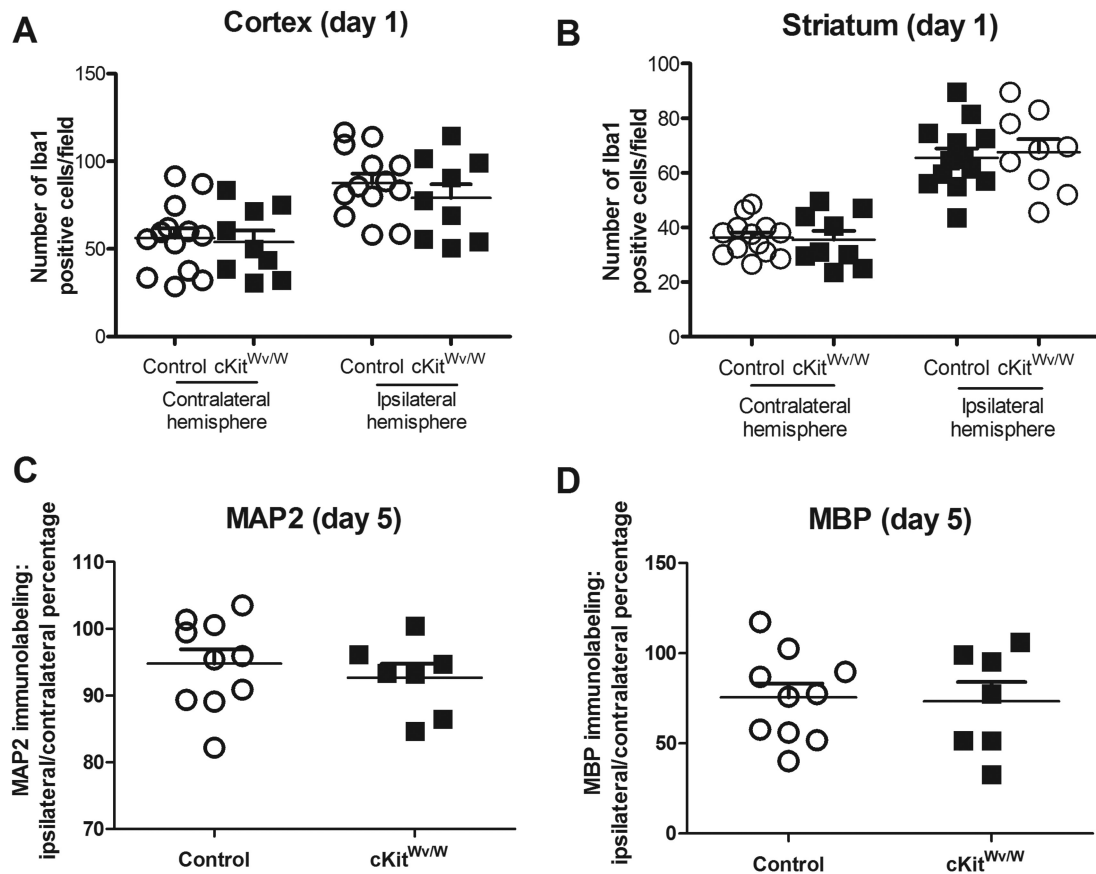 A
Cortex (day 1)
Number of Iba1
positive cells/field
150
100
50
0
Control cKitWv/W Control cKitWv/W
Contralateral
hemisphere
Ipsilateral
hemisphere
B
Striatum (day 1)
Number of Iba1
positive cells/field
100
80
60
40
20
0
Control cKitWv/W Control cKitWv/W
Contralateral
hemisphere
Ipsilateral
hemisphere
C
MAP2 (day 5)
MAP2 immunolabeling:
ipsilateral/contralateral percentage
110
100
90
80
70
Control cKitWv/W
D
MBP (day 5)
MBP immunolabeling:
ipsilateral/contralateral percentage
150
100
50
0
Control cKitWv/W